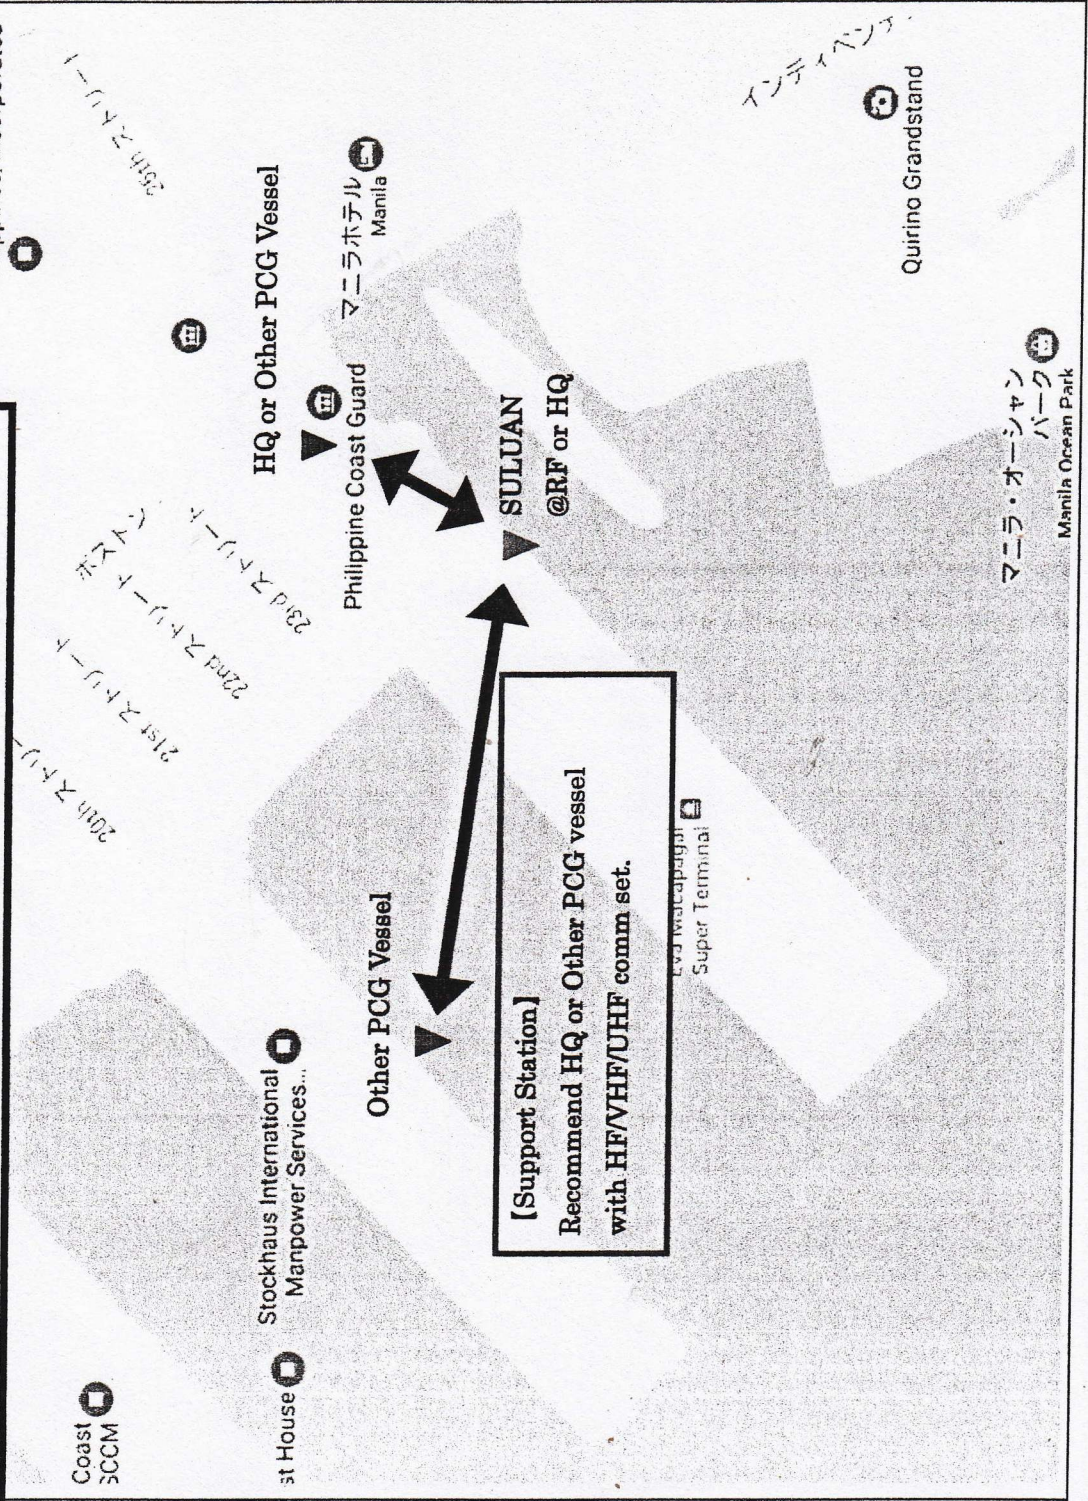 25th ストリート
HQ or Other PCG Vessel
Philippine Coast Guard
マニラホテル
Manila
インディペンデ
Quirino Grandstand
20th ストリー
21st ストリート
22nd ストリート
23rd ストリート
SULUAN
@RF or HQ
Other PCG Vessel
Stockhaus International
Manpower Services...
Coast
SCCM
st House
【Support Station】
Recommend HQ or Other PCG vessel
with HF/VHF/UHF comm set.
Super Terminal
マニラ・オーシャン
パーク
Manila Ocean Park